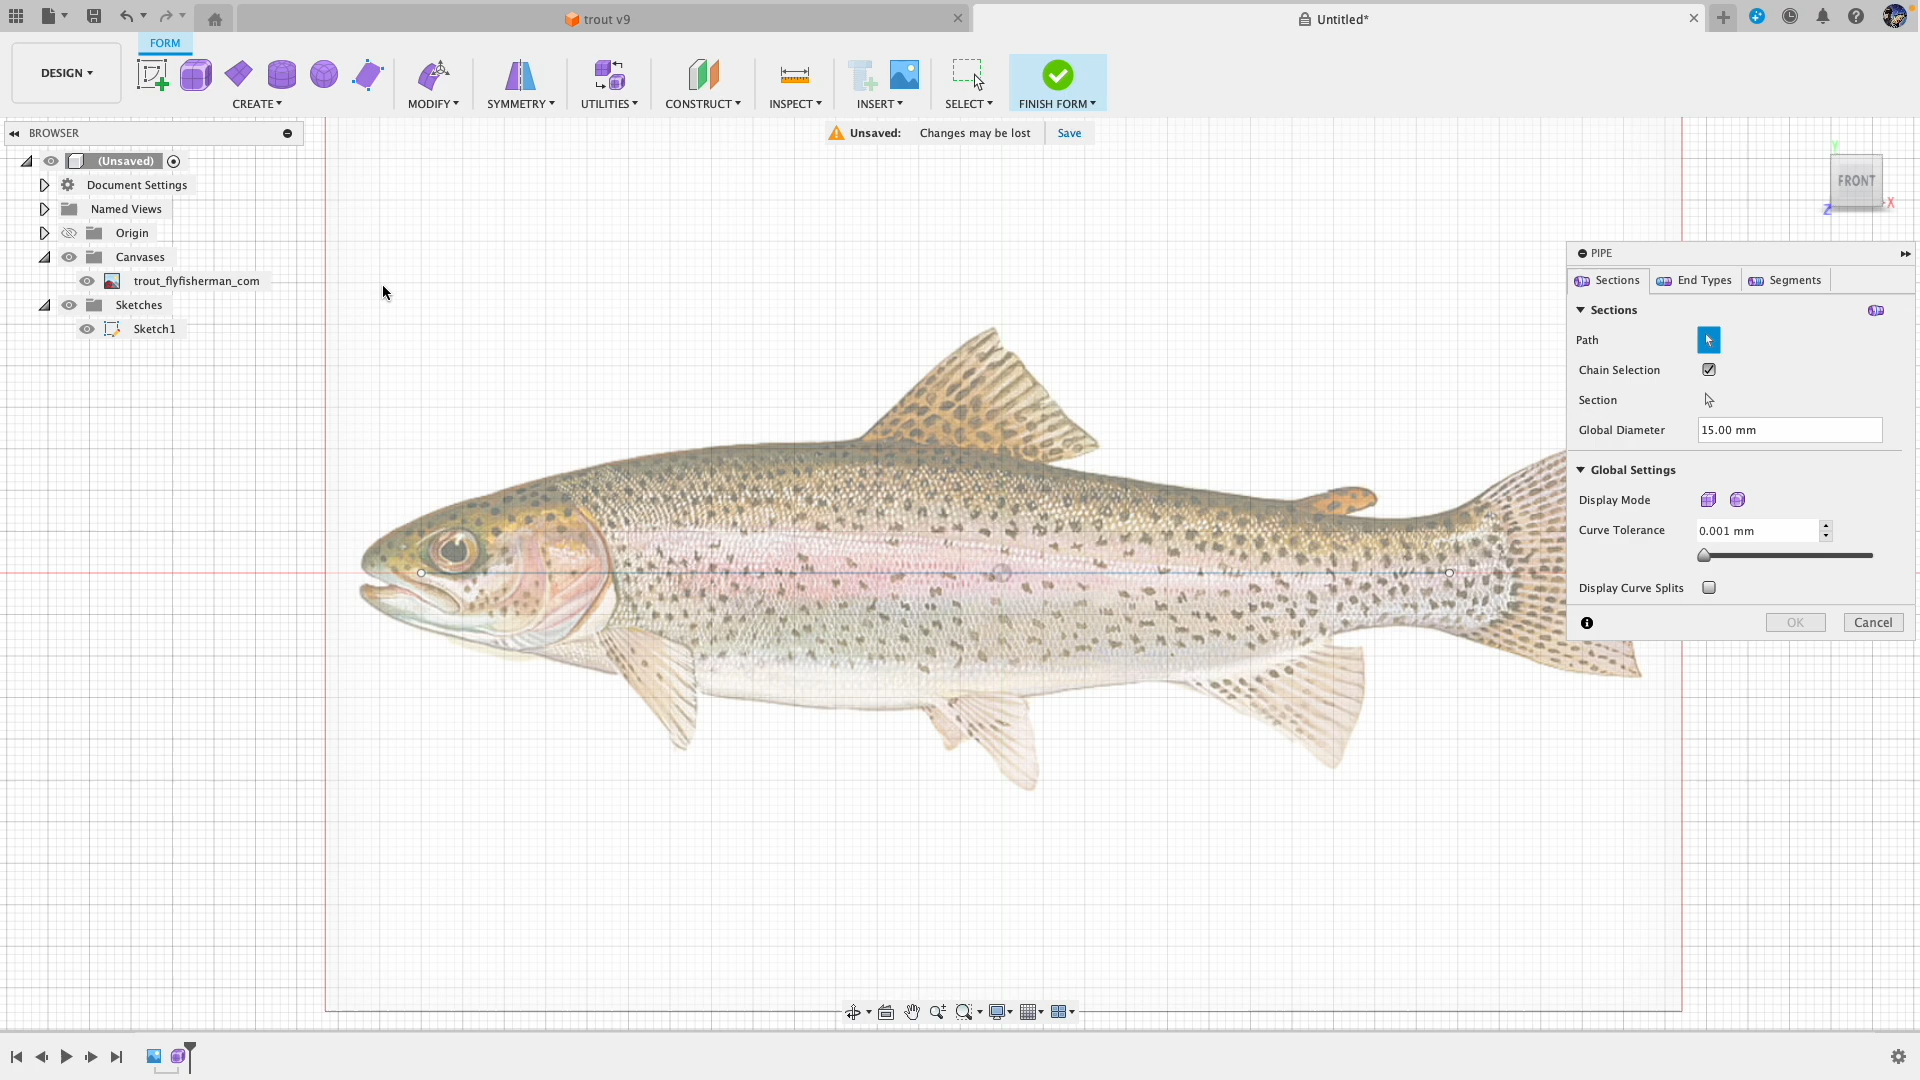 trout v9
Untitled*
FORM
DESIGN
CREATE
MODIFY
SYMMETRY
UTILITIES
CONSTRUCT
INSPECT
INSERT
SELECT
FINISH FORM
BROWSER
Unsaved: Changes may be lost Save
(Unsaved)
Document Settings
Named Views
Origin
Canvases
trout_flyfisherman_com
Sketches
Sketch1
Y
FRONT
Z
X
PIPE
Sections
End Types
Segments
Sections
Path
Chain Selection
Section
Global Diameter 15.00 mm
Global Settings
Display Mode
Curve Tolerance 0.001 mm
Display Curve Splits
OK
Cancel